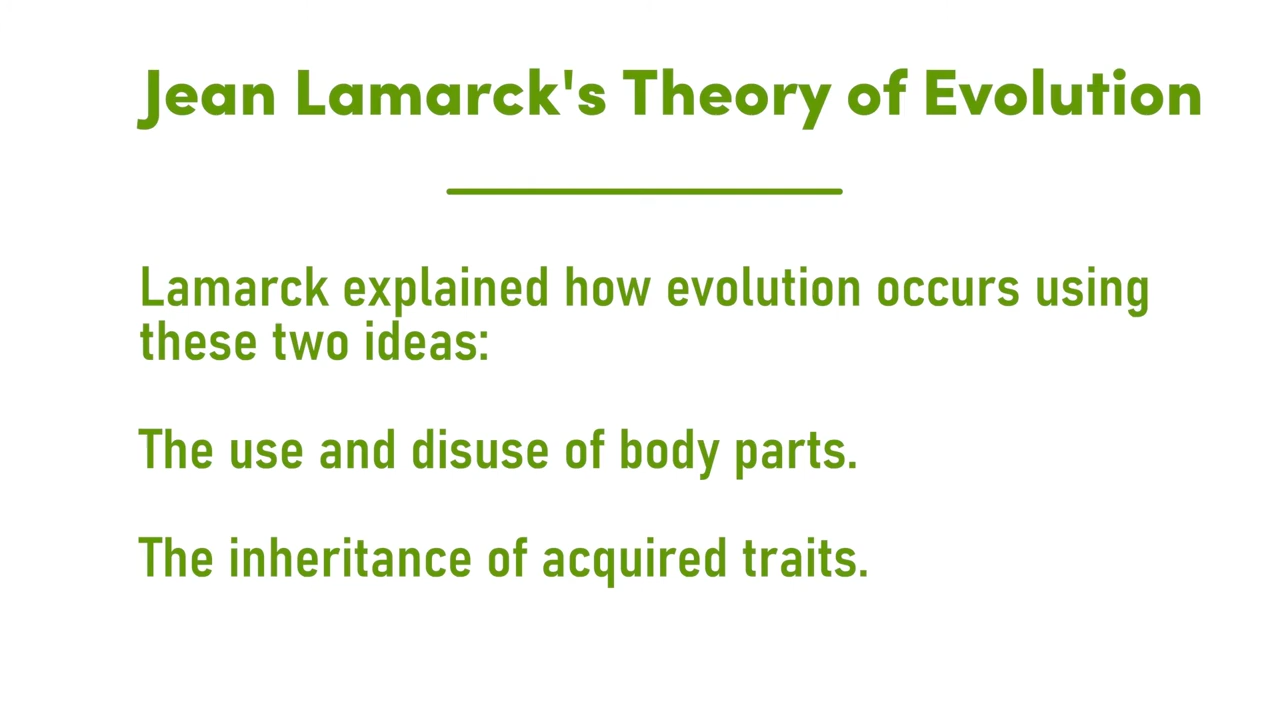 Jean Lamarck's Theory of Evolution
Lamarck explained how evolution occurs using
these two ideas:
The use and disuse of body parts.
The inheritance of acquired traits.